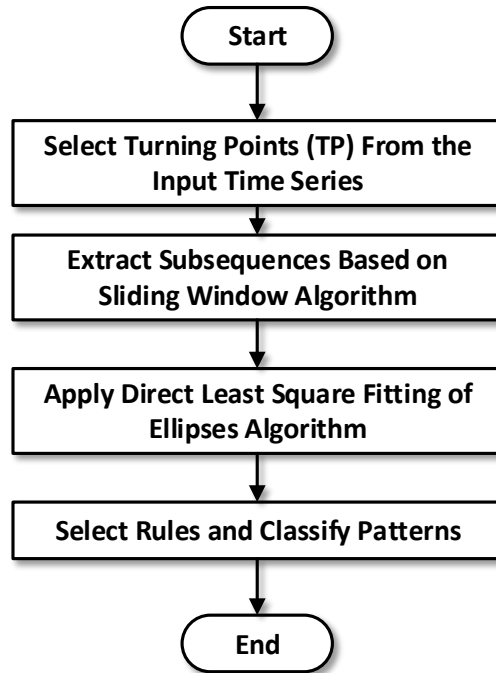 Start
Select Turning Points (TP) From the
Input Time Series
Extract Subsequences Based on
Sliding Window Algorithm
Apply Direct Least Square Fitting of
Ellipses Algorithm
Select Rules and Classify Patterns
End